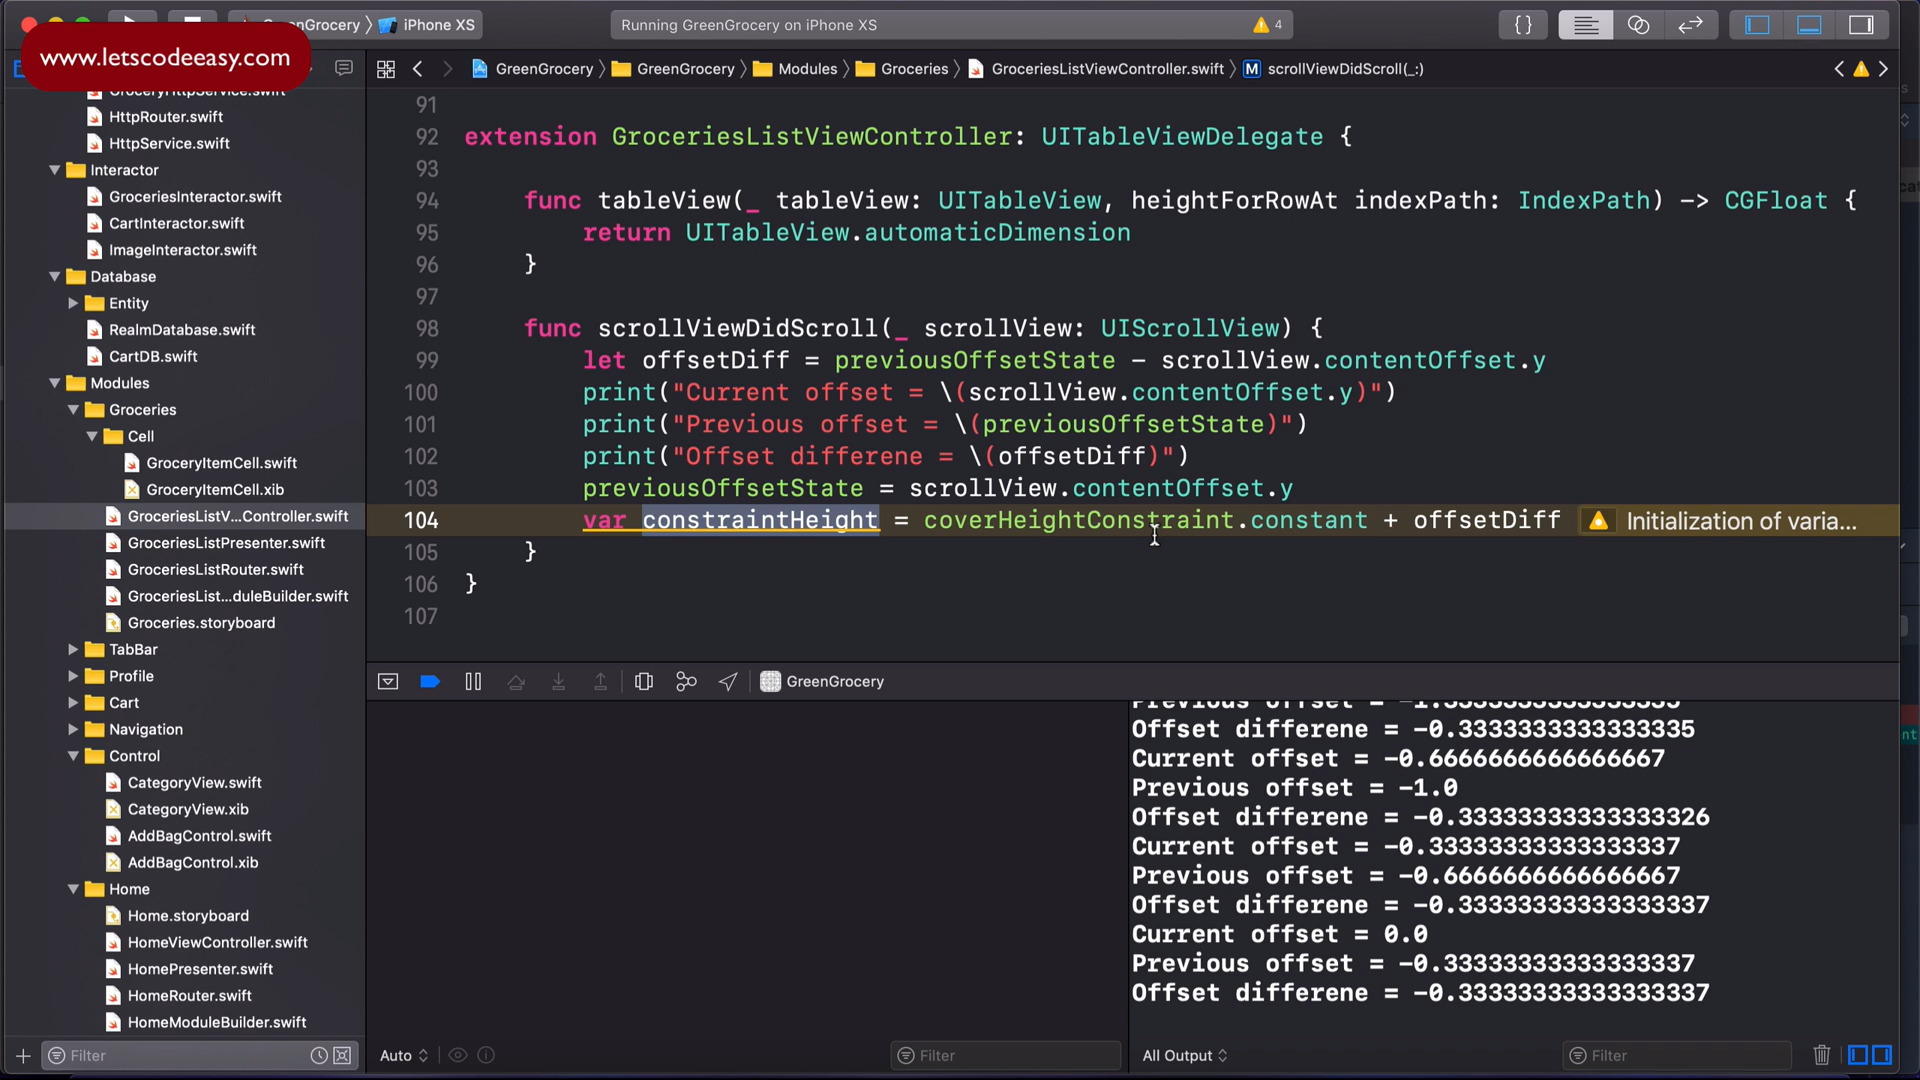 GreenGrocery
iPhone XS
Running GreenGrocery on iPhone XS
4
{ }
www.letscodeeasy.com
GreenGrocery
GreenGrocery
Modules
Groceries
GroceriesListViewController.swift
M scrollViewDidScroll(_:)
GroceryHttpService.swift
HttpRouter.swift
HttpService.swift
Interactor
GroceriesInteractor.swift
CartInteractor.swift
ImageInteractor.swift
Database
Entity
RealmDatabase.swift
CartDB.swift
Modules
Groceries
Cell
GroceryItemCell.swift
GroceryItemCell.xib
GroceriesListV...Controller.swift
GroceriesListPresenter.swift
GroceriesListRouter.swift
GroceriesList...duleBuilder.swift
Groceries.storyboard
TabBar
Profile
Cart
Navigation
Control
CategoryView.swift
CategoryView.xib
AddBagControl.swift
AddBagControl.xib
Home
Home.storyboard
HomeViewController.swift
HomePresenter.swift
HomeRouter.swift
HomeModuleBuilder.swift
Filter
91
92 extension GroceriesListViewController: UITableViewDelegate {
93
94 func tableView(_ tableView: UITableView, heightForRowAt indexPath: IndexPath) -> CGFloat {
95 return UITableView.automaticDimension
96 }
97
98 func scrollViewDidScroll(_ scrollView: UIScrollView) {
99 let offsetDiff = previousOffsetState - scrollView.contentOffset.y
100 print("Current offset = \(scrollView.contentOffset.y)")
101 print("Previous offset = \(previousOffsetState)")
102 print("Offset differene = \(offsetDiff)")
103 previousOffsetState = scrollView.contentOffset.y
104 var constraintHeight = coverHeightConstraint.constant + offsetDiff Initialization of varia...
105 }
106 }
107
GreenGrocery
Previous offset = -1.3333333333333335
Offset differene = -0.3333333333333335
Current offset = -0.6666666666666667
Previous offset = -1.0
Offset differene = -0.33333333333333326
Current offset = -0.3333333333333337
Previous offset = -0.6666666666666667
Offset differene = -0.33333333333333337
Current offset = 0.0
Previous offset = -0.33333333333333337
Offset differene = -0.33333333333333337
Auto
Filter
All Output
Filter